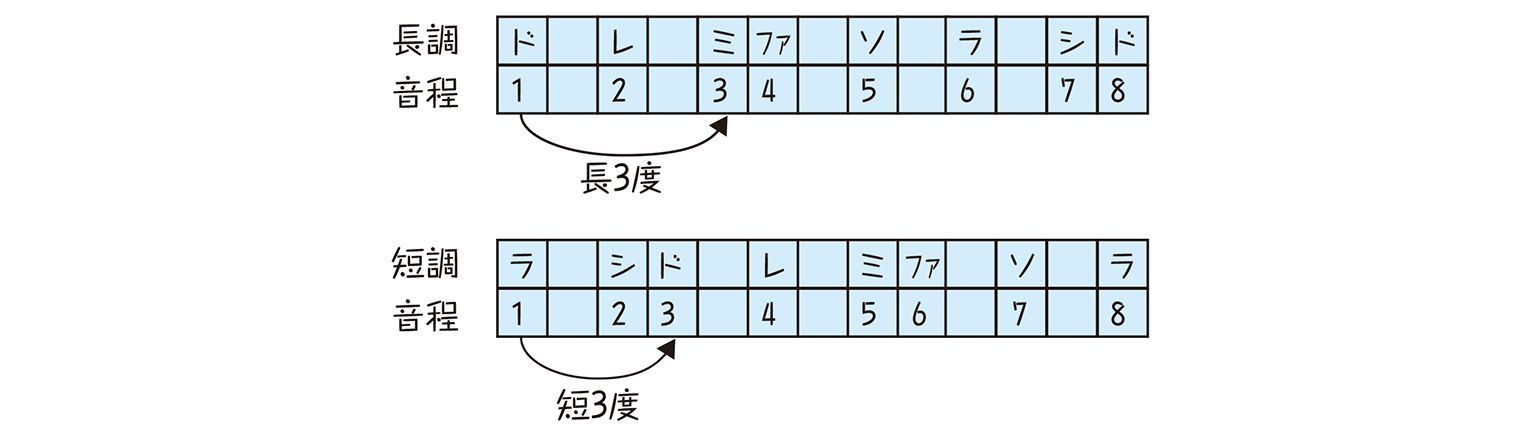 長調 ド レ ミ ファ ソ ラ シ ド
音程 1 2 3 4 5 6 7 8
長3度
短調 ラ シ ド レ ミ ファ ソ ラ
音程 1 2 3 4 5 6 7 8
短3度